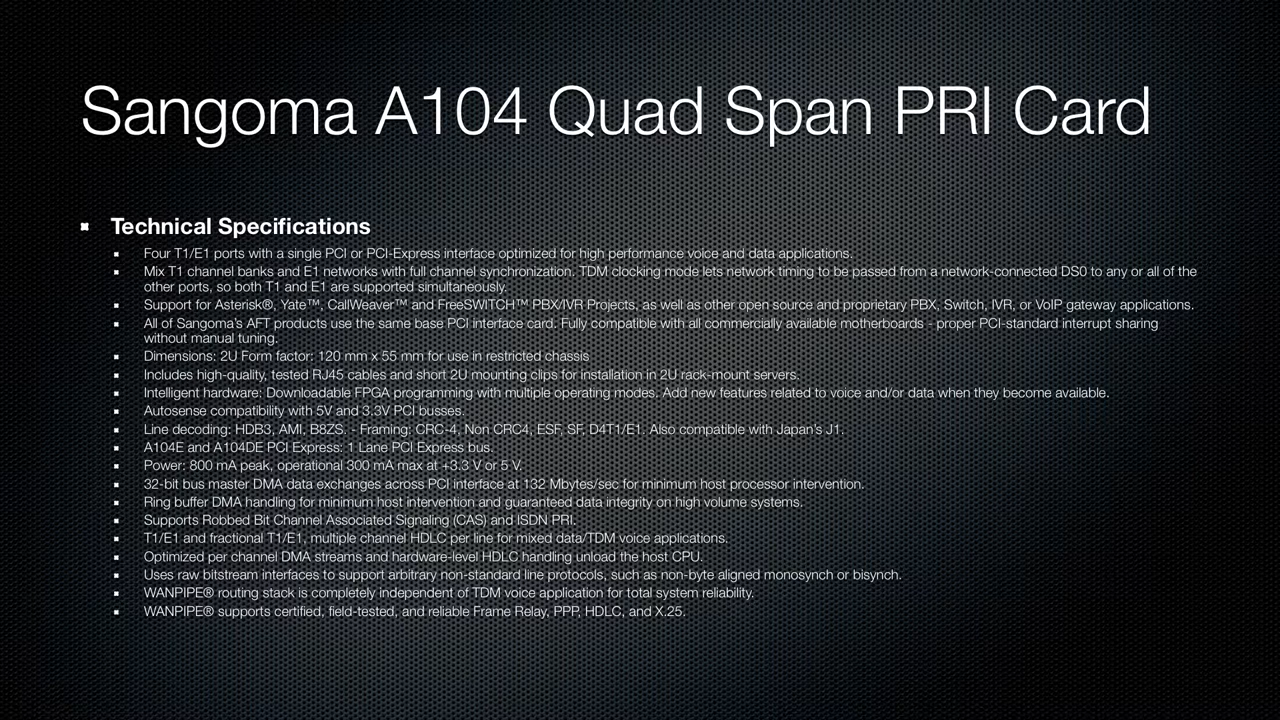 Sangoma A104 Quad Span PRI Card
Technical Specifications
Four T1/E1 ports with a single PCI or PCI-Express interface optimized for high performance voice and data applications.
Mix T1 channel banks and E1 networks with full channel synchronization. TDM clocking mode lets network timing to be passed from a network-connected DS0 to any or all of the
other ports, so both T1 and E1 are supported simultaneously.
Support for Asterisk®, Yate™, CallWeaver™ and FreeSWITCH™ PBX/IVR Projects, as well as other open source and proprietary PBX, Switch, IVR, or VoIP gateway applications.
All of Sangoma's AFT products use the same base PCI interface card. Fully compatible with all commercially available motherboards - proper PCI-standard interrupt sharing
without manual tuning.
Dimensions: 2U Form factor: 120 mm x 55 mm for use in restricted chassis
Includes high-quality, tested RJ45 cables and short 2U mounting clips for installation in 2U rack-mount servers.
Intelligent hardware: Downloadable FPGA programming with multiple operating modes. Add new features related to voice and/or data when they become available.
Autosense compatibility with 5V and 3.3V PCI busses.
Line decoding: HDB3, AMI, B8ZS. - Framing: CRC-4, Non CRC4, ESF, SF, D4T1/E1. Also compatible with Japan's J1.
A104E and A104DE PCI Express: 1 Lane PCI Express bus.
Power: 800 mA peak, operational 300 mA max at +3.3 V or 5 V.
32-bit bus master DMA data exchanges across PCI interface at 132 Mbytes/sec for minimum host processor intervention.
Ring buffer DMA handling for minimum host intervention and guaranteed data integrity on high volume systems.
Supports Robbed Bit Channel Associated Signaling (CAS) and ISDN PRI.
T1/E1 and fractional T1/E1, multiple channel HDLC per line for mixed data/TDM voice applications.
Optimized per channel DMA streams and hardware-level HDLC handling unload the host CPU.
Uses raw bitstream interfaces to support arbitrary non-standard line protocols, such as non-byte aligned monosynch or bisynch.
WANPIPE® routing stack is completely independent of TDM voice application for total system reliability.
WANPIPE® supports certified, field-tested, and reliable Frame Relay, PPP, HDLC, and X.25.